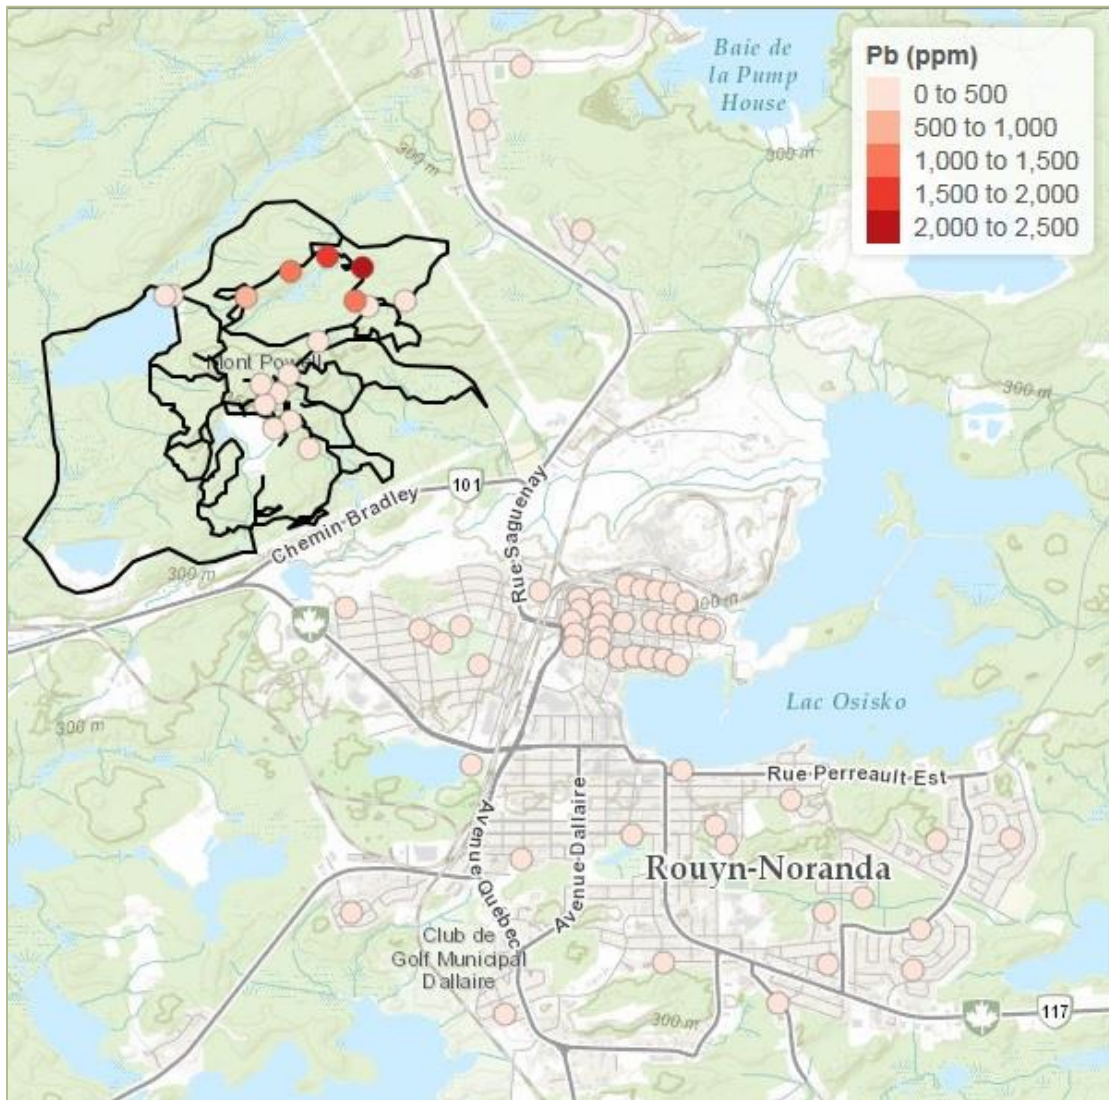 Baie de
la Pump
House
Pb (ppm)
0 to 500
500 to 1,000
1,000 to 1,500
1,500 to 2,000
2,000 to 2,500
300 m
300 m
300 m
Mont Powell
101
Chemin-Bradley
Rue Saguenay
300 m
300 m
300 m
Lac Osisko
Rue Perreault Est
Avenue Québec
Avenue Dallaire
Rouyn-Noranda
Club de
Golf Municipal
Dallaire
300 m
117